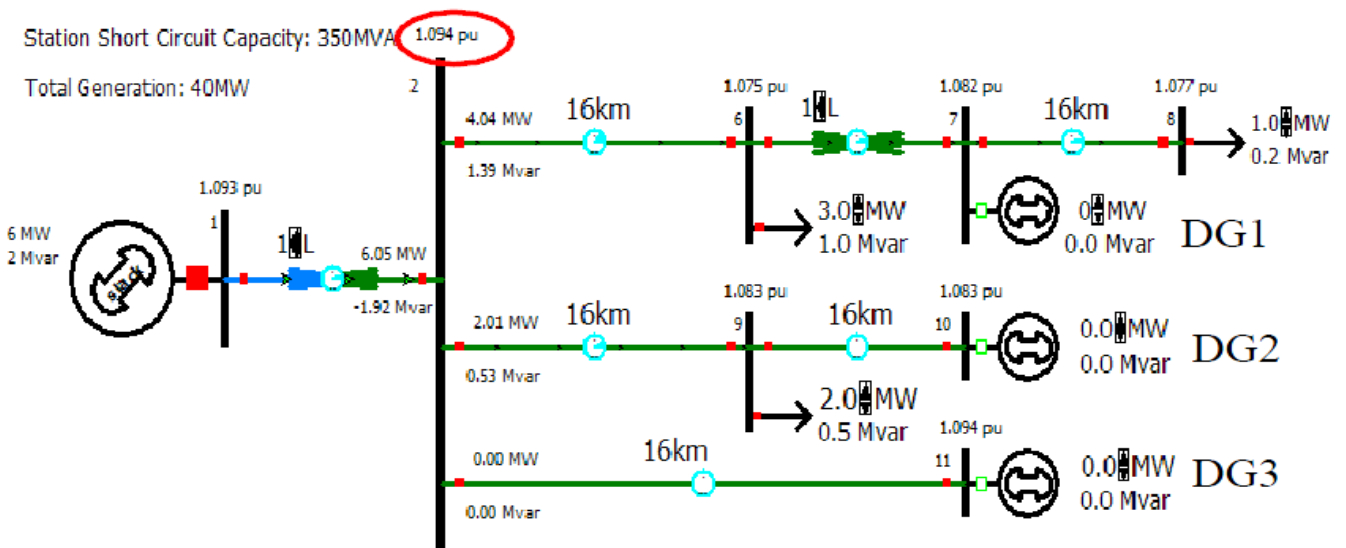 Station Short Circuit Capacity: 350MVA
1.094 pu
Total Generation: 40MW
2
4.04 MW
16km
1.39 Mvar
1.075 pu
6
1 L
1.082 pu
7
16km
1.077 pu
8
1.0 MW
0.2 Mvar
3.0 MW
1.0 Mvar
0 MW
0.0 Mvar
DG1
6 MW
2 Mvar
slack
1.093 pu
1
1 L
6.05 MW
-1.92 Mvar
2.01 MW
16km
0.53 Mvar
1.083 pu
9
16km
1.083 pu
10
0.0 MW
0.0 Mvar
DG2
2.0 MW
0.5 Mvar
0.00 MW
16km
0.00 Mvar
1.094 pu
11
0.0 MW
0.0 Mvar
DG3